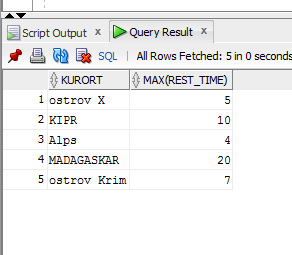 Script Output x Query Result x
SQL All Rows Fetched: 5 in 0 seconds
KURORT MAX(REST_TIME)
1 ostrov X 5
2 KIPR 10
3 Alps 4
4 MADAGASKAR 20
5 ostrov Krim 7